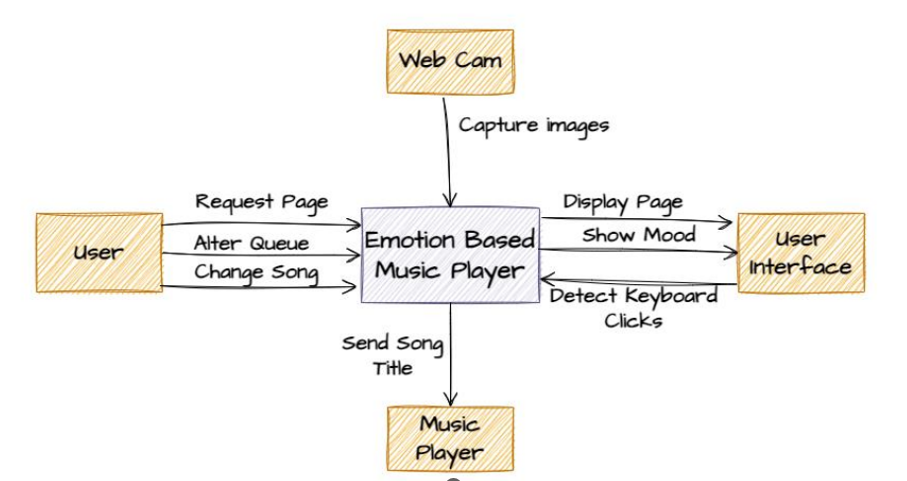 Web Cam
Capture images
Request Page
Display Page
Alter Queue
Show Mood
User
Emotion Based
Music Player
User
Interface
Change Song
Detect Keyboard
Clicks
Send Song
Title
Music
Player